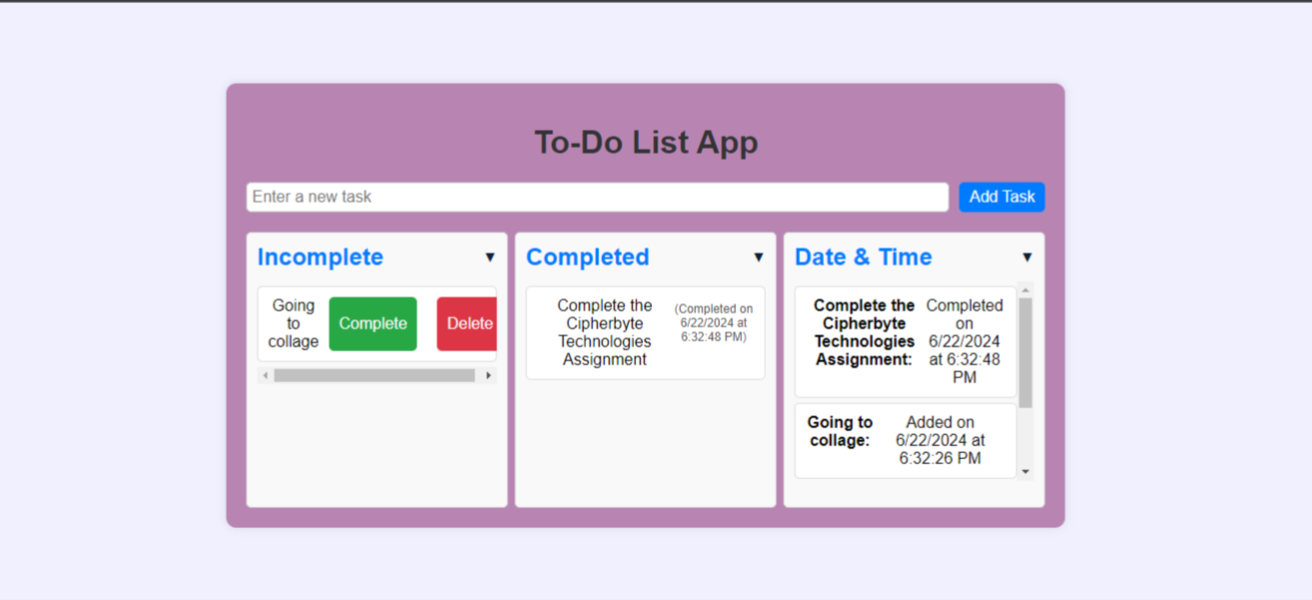 To-Do List App
Enter a new task
Add Task
Incomplete
Going
to
collage
Complete
Delete
Completed
Complete the
Cipherbyte
Technologies
Assignment
(Completed on
6/22/2024 at
6:32:48 PM)
Date & Time
Complete the
Cipherbyte
Technologies
Assignment:
Completed
on
6/22/2024
at 6:32:48
PM
Going to
collage:
Added on
6/22/2024 at
6:32:26 PM